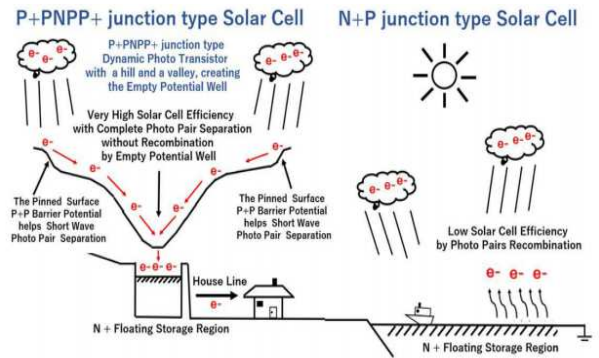 P+PNPP+ junction type Solar Cell
P+PNPP+ junction type
Dynamic Photo Transistor
with a hill and a valley, creating
the Empty Potential Well
e- e- e-
e- e- e-
Very High Solar Cell Efficiency
with Complete Photo Pair Separation
without Recombination
by Empty Potential Well
e-
e-
e-
e-
e-
e-
The Pinned Surface
P+P Barrier Potential
helps Short Wave
Photo Pair Separation
The Pinned Surface
P+P Barrier Potential
helps Short Wave
Photo Pair Separation
e- e- e-
House Line
e-
N + Floating Storage Region
N+P junction type Solar Cell
e- e- e-
e- e- e-
Low Solar Cell Efficiency
by Photo Pairs Recombination
e- e- e-
N + Floating Storage Region